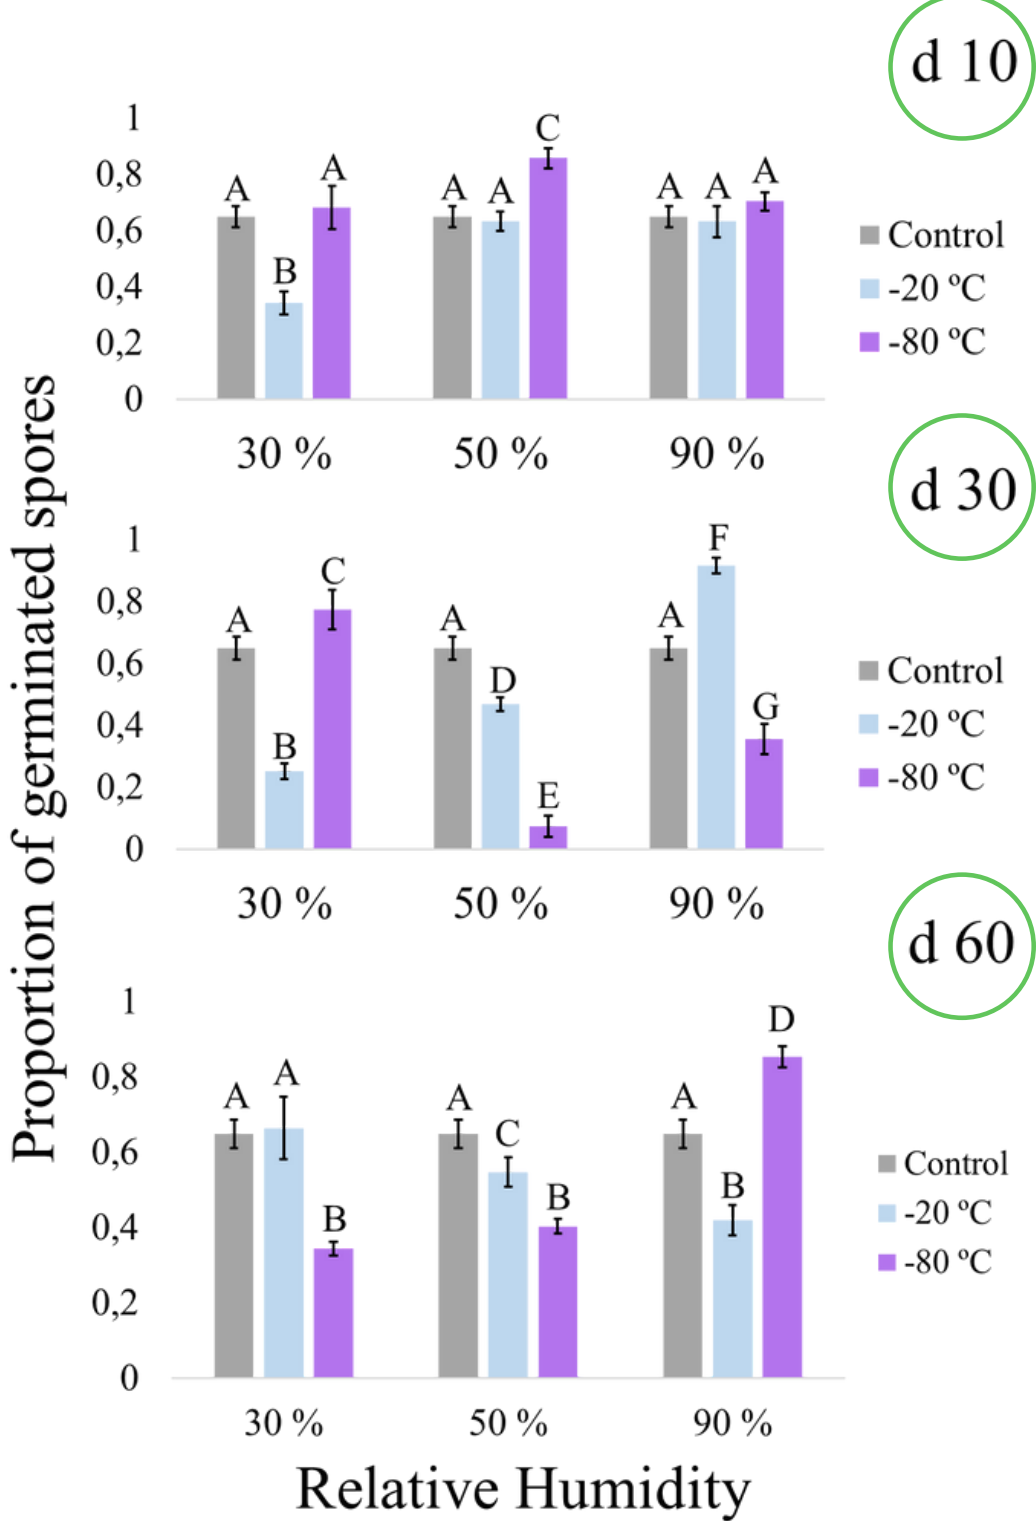 d 10
1
0,8
0,6
0,4
0,2
0
A
B
A
A
A
C
A
A
A
Control
-20 ºC
-80 ºC
30 %
50 %
90 %
d 30
1
0,8
0,6
0,4
0,2
0
A
B
C
A
D
E
A
F
G
Control
-20 ºC
-80 ºC
30 %
50 %
90 %
d 60
1
0,8
0,6
0,4
0,2
0
A
A
B
A
C
B
A
B
D
Control
-20 ºC
-80 ºC
30 %
50 %
90 %
Proportion of germinated spores
Relative Humidity